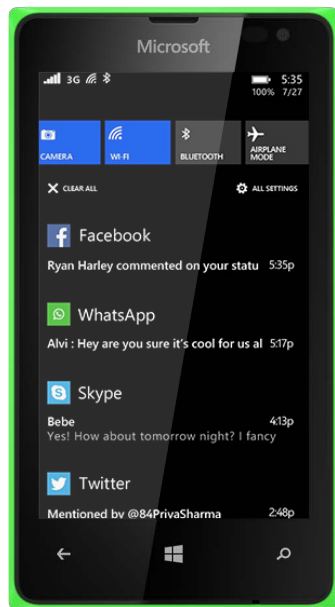 Microsoft
3G 5:35
100% 7/27
CAMERA WI-FI BLUETOOTH AIRPLANE MODE
CLEAR ALL ALL SETTINGS
Facebook
Ryan Harley commented on your statu 5:35p
WhatsApp
Alvi : Hey are you sure it's cool for us al 5:17p
Skype
Bebe 4:13p
Yes! How about tomorrow night? I fancy
Twitter
Mentioned by @84PriyaSharma 2:48p